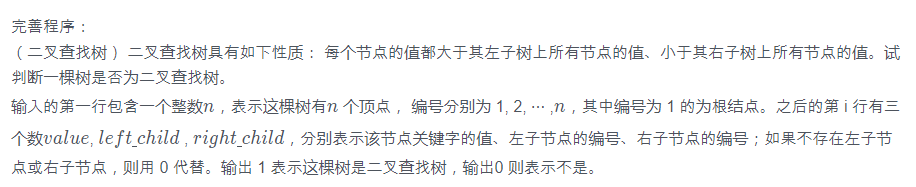 完善程序：
（二叉查找树） 二叉查找树具有如下性质： 每个节点的值都大于其左子树上所有节点的值、小于其右子树上所有节点的值。试
判断一棵树是否为二叉查找树。
输入的第一行包含一个整数n，表示这棵树有n 个顶点， 编号分别为 1, 2, ⋯ ,n，其中编号为 1 的为根结点。之后的第 i 行有三
个数value, left_child , right_child，分别表示该节点关键字的值、左子节点的编号、右子节点的编号；如果不存在左子节
点或右子节点，则用 0 代替。输出 1 表示这棵树是二叉查找树，输出0 则表示不是。